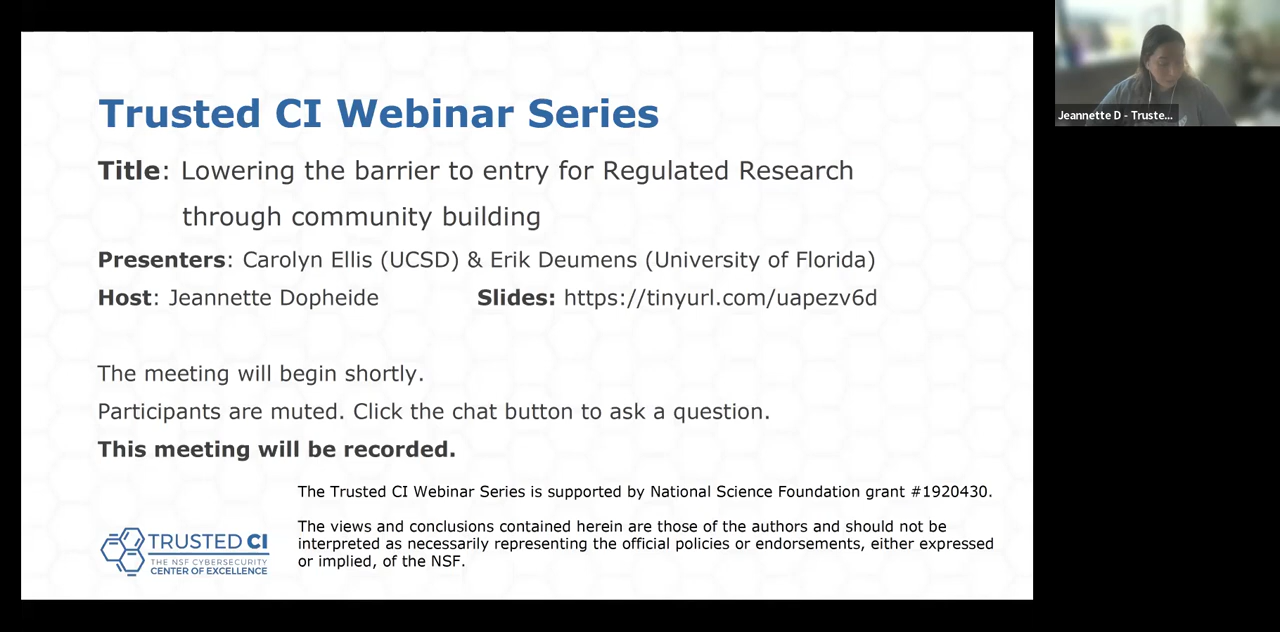 Trusted CI Webinar Series
Title: Lowering the barrier to entry for Regulated Research
through community building
Presenters: Carolyn Ellis (UCSD) & Erik Deumens (University of Florida)
Host: Jeannette Dopheide Slides: https://tinyurl.com/uapezv6d
The meeting will begin shortly.
Participants are muted. Click the chat button to ask a question.
This meeting will be recorded.
The Trusted CI Webinar Series is supported by National Science Foundation grant #1920430.
The views and conclusions contained herein are those of the authors and should not be
interpreted as necessarily representing the official policies or endorsements, either expressed
or implied, of the NSF.
TRUSTED CI
THE NSF CYBERSECURITY
CENTER OF EXCELLENCE
Jeannette D - Truste...